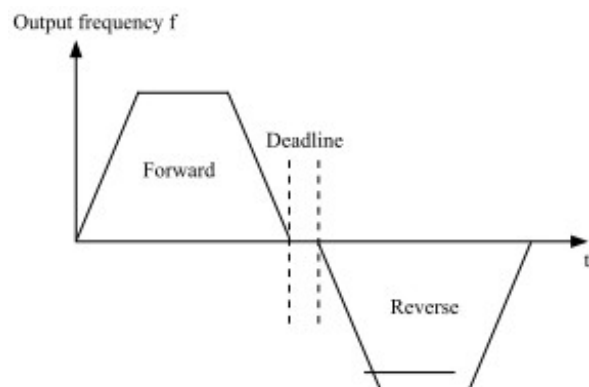 Output frequency f
Deadline
Forward
t
Reverse